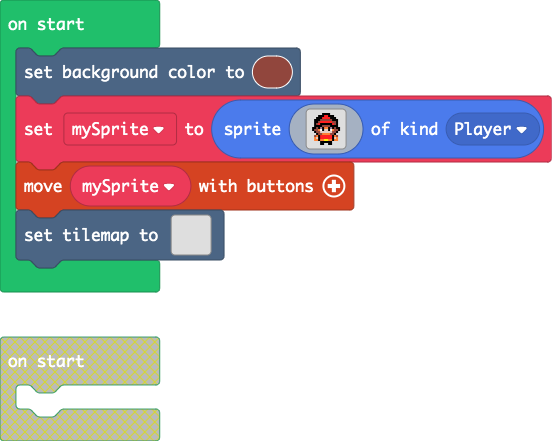 on start
set background color to
set mySprite to sprite of kind Player
move mySprite with buttons
set tilemap to
on start